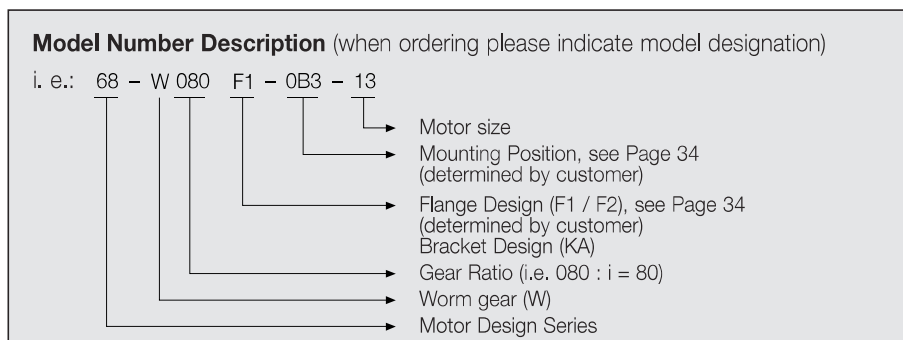 Model Number Description (when ordering please indicate model designation)
i. e.: 68 - W 080 F1 - 0B3 - 13
Motor size
Mounting Position, see Page 34
(determined by customer)
Flange Design (F1 / F2), see Page 34
(determined by customer)
Bracket Design (KA)
Gear Ratio (i.e. 080 : i = 80)
Worm gear (W)
Motor Design Series